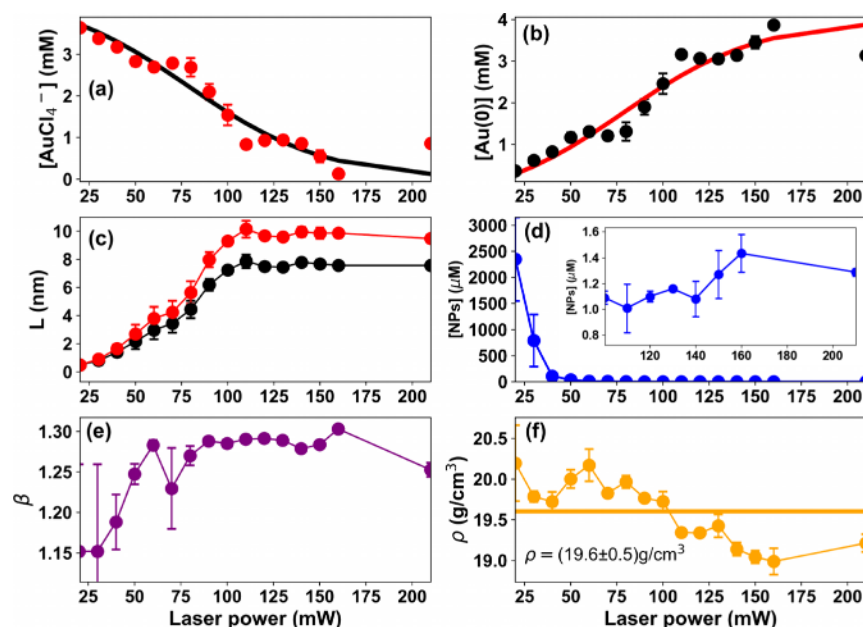 (a)
[AuCl₄⁻] (mM)
3
2
1
0
25 50 75 100 125 150 175 200
(b)
[Au(0)] (mM)
4
3
2
1
0
25 50 75 100 125 150 175 200
(c)
L (nm)
10
8
6
4
2
0
25 50 75 100 125 150 175 200
(d)
[NPs] (μM)
3000
2500
2000
1500
1000
500
0
25 50 75 100 125 150 175 200
[NPs] (μM)
1.6
1.4
1.2
1.0
0.8
120 140 160 180 200
(e)
β
1.30
1.25
1.20
1.15
25 50 75 100 125 150 175 200
Laser power (mW)
(f)
ρ (g/cm³)
20.5
20.0
19.5
19.0
ρ = (19.6±0.5)g/cm³
25 50 75 100 125 150 175 200
Laser power (mW)